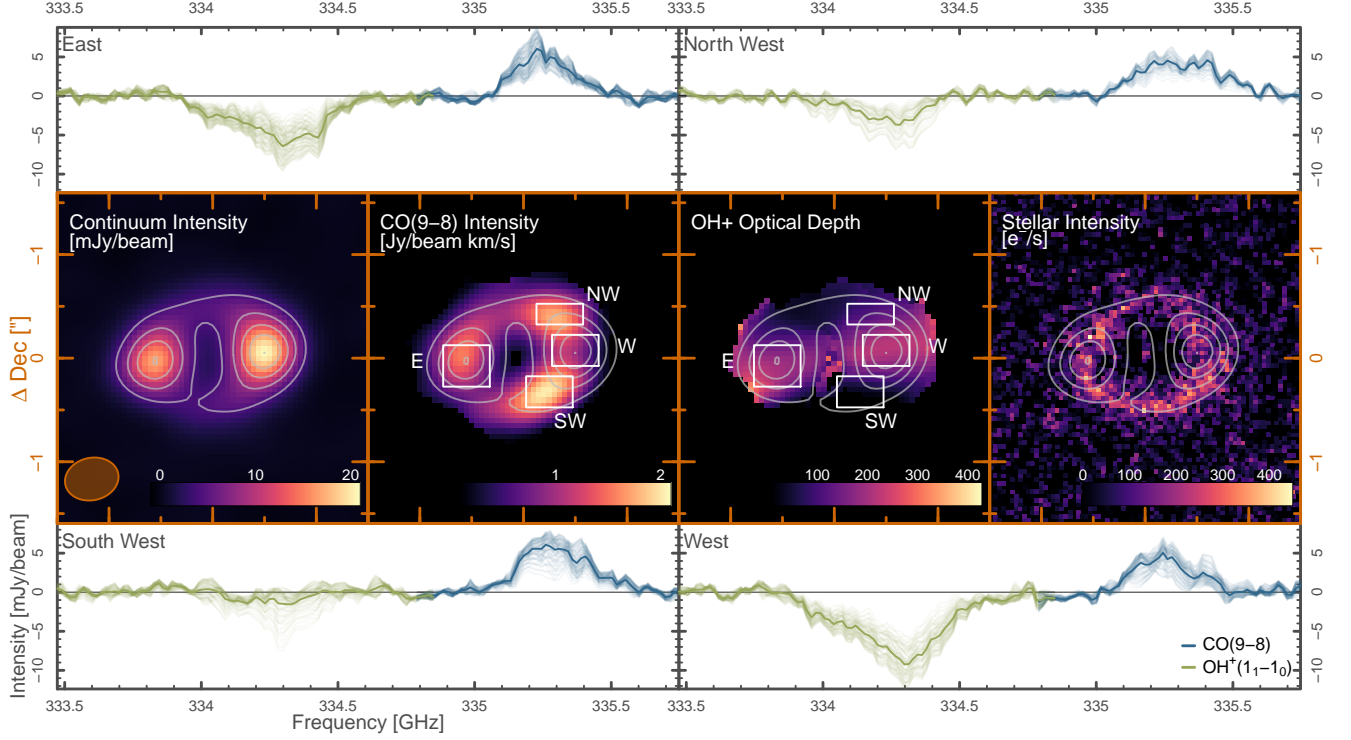 333.5 334 334.5 335 335.5 333.5 334 334.5 335 335.5
East
North West
5
0
−5
−10
5
0
−5
−10
Continuum Intensity
[mJy/beam]
CO(9−8) Intensity
[Jy/beam km/s]
OH+ Optical Depth
Stellar Intensity
[e⁻/s]
Δ Dec ["]
−1
0
1
−1
0
1
E
NW
W
SW
E
NW
W
SW
0 10 20
1 2
100 200 300 400
0 100 200 300 400
South West
West
Intensity [mJy/beam]
5
0
−5
−10
5
0
−5
−10
CO(9−8)
OH⁺(1₁−1₀)
333.5 334 334.5 335 335.5 333.5 334 334.5 335 335.5
Frequency [GHz]